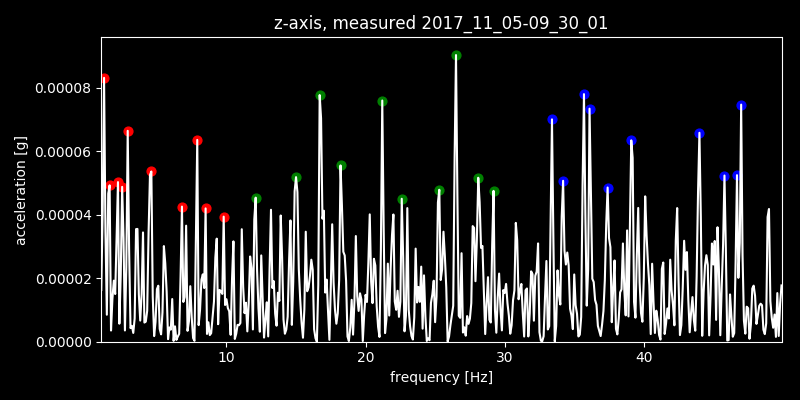 z-axis, measured 2017_11_05-09_30_01
0.00008
0.00006
0.00004
0.00002
0.00000
acceleration [g]
10 20 30 40
frequency [Hz]